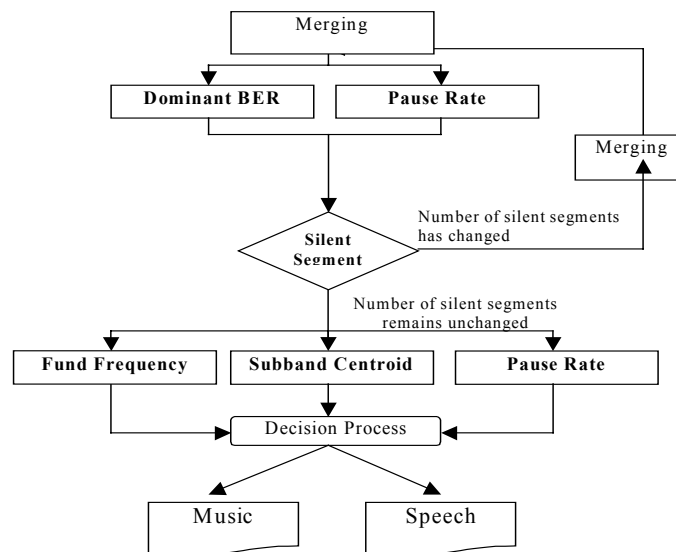 Merging
Dominant BER
Pause Rate
Merging
Number of silent segments
has changed
Silent
Segment
Number of silent segments
remains unchanged
Fund Frequency
Subband Centroid
Pause Rate
Decision Process
Music
Speech